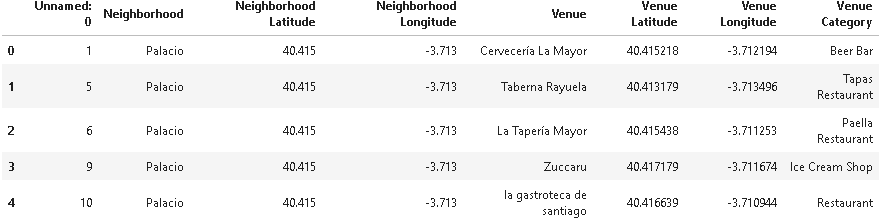 Unnamed: 0 Neighborhood Neighborhood Latitude Neighborhood Longitude Venue Venue Latitude Venue Longitude Venue Category
0 1 Palacio 40.415 -3.713 Cervecería La Mayor 40.415218 -3.712194 Beer Bar
1 5 Palacio 40.415 -3.713 Taberna Rayuela 40.413179 -3.713496 Tapas Restaurant
2 6 Palacio 40.415 -3.713 La Tapería Mayor 40.415438 -3.711253 Paella Restaurant
3 9 Palacio 40.415 -3.713 Zuccaru 40.417179 -3.711674 Ice Cream Shop
4 10 Palacio 40.415 -3.713 la gastroteca de santiago 40.416639 -3.710944 Restaurant